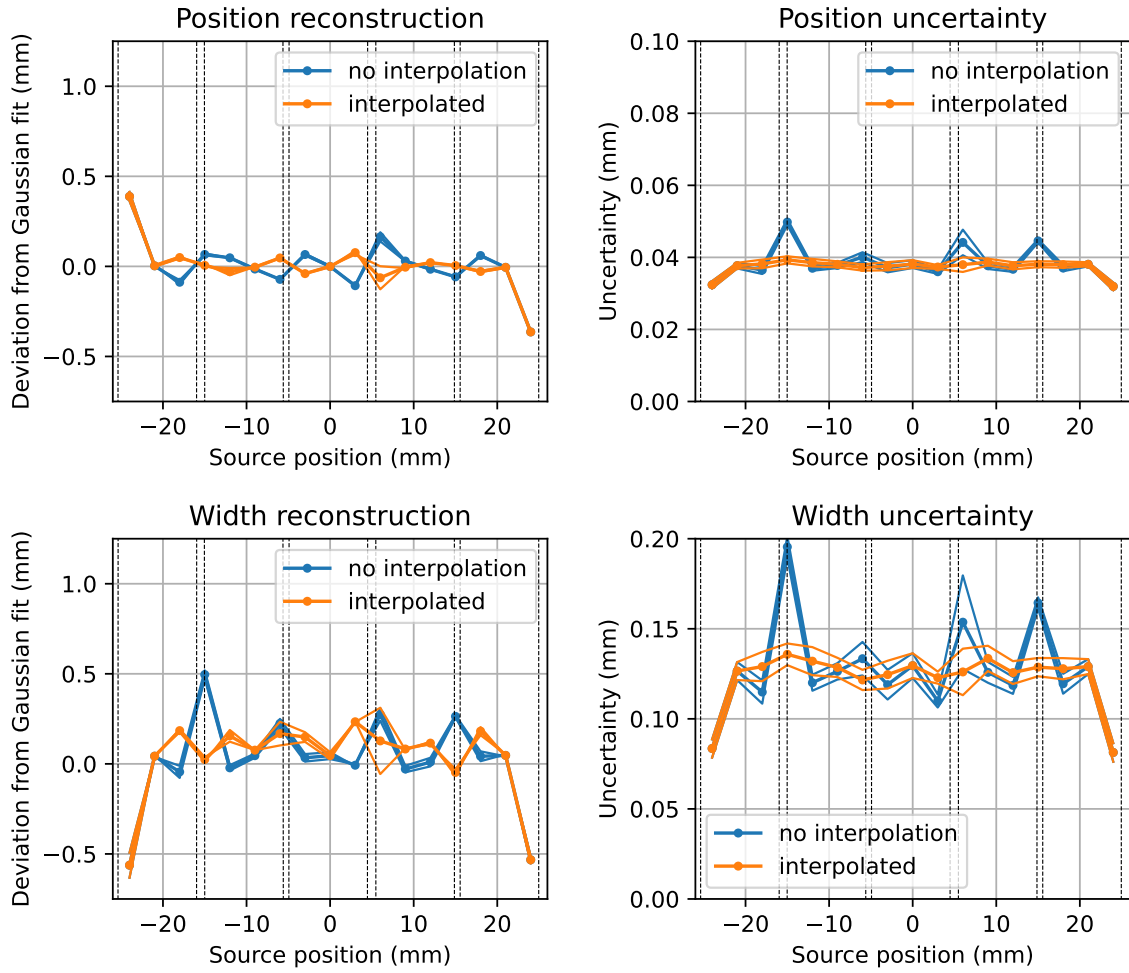 Position reconstruction
Deviation from Gaussian fit (mm)
1.0
0.5
0.0
−0.5
no interpolation
interpolated
−20
−10
0
10
20
Source position (mm)
Position uncertainty
Uncertainty (mm)
0.10
0.08
0.06
0.04
0.02
0.00
no interpolation
interpolated
−20
−10
0
10
20
Source position (mm)
Width reconstruction
Deviation from Gaussian fit (mm)
1.0
0.5
0.0
−0.5
no interpolation
interpolated
−20
−10
0
10
20
Source position (mm)
Width uncertainty
Uncertainty (mm)
0.20
0.15
0.10
0.05
0.00
no interpolation
interpolated
−20
−10
0
10
20
Source position (mm)